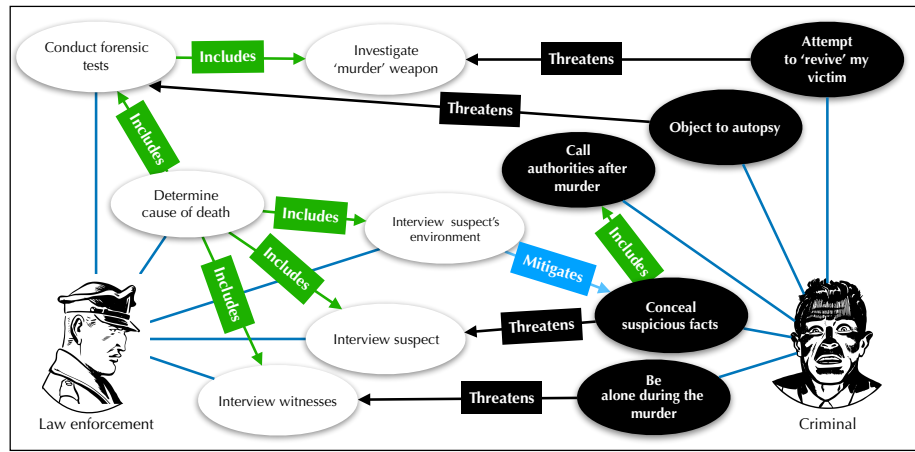 Conduct forensic
tests
Includes
Investigate
‘murder’ weapon
Threatens
Attempt
to ‘revive’ my
victim
Threatens
Object to autopsy
Includes
Call
authorities after
murder
Determine
cause of death
Includes
Interview suspect’s
environment
Includes
Mitigates
Includes
Includes
Conceal
suspicious facts
Threatens
Interview suspect
Interview witnesses
Threatens
Be
alone during the
murder
Law enforcement
Criminal